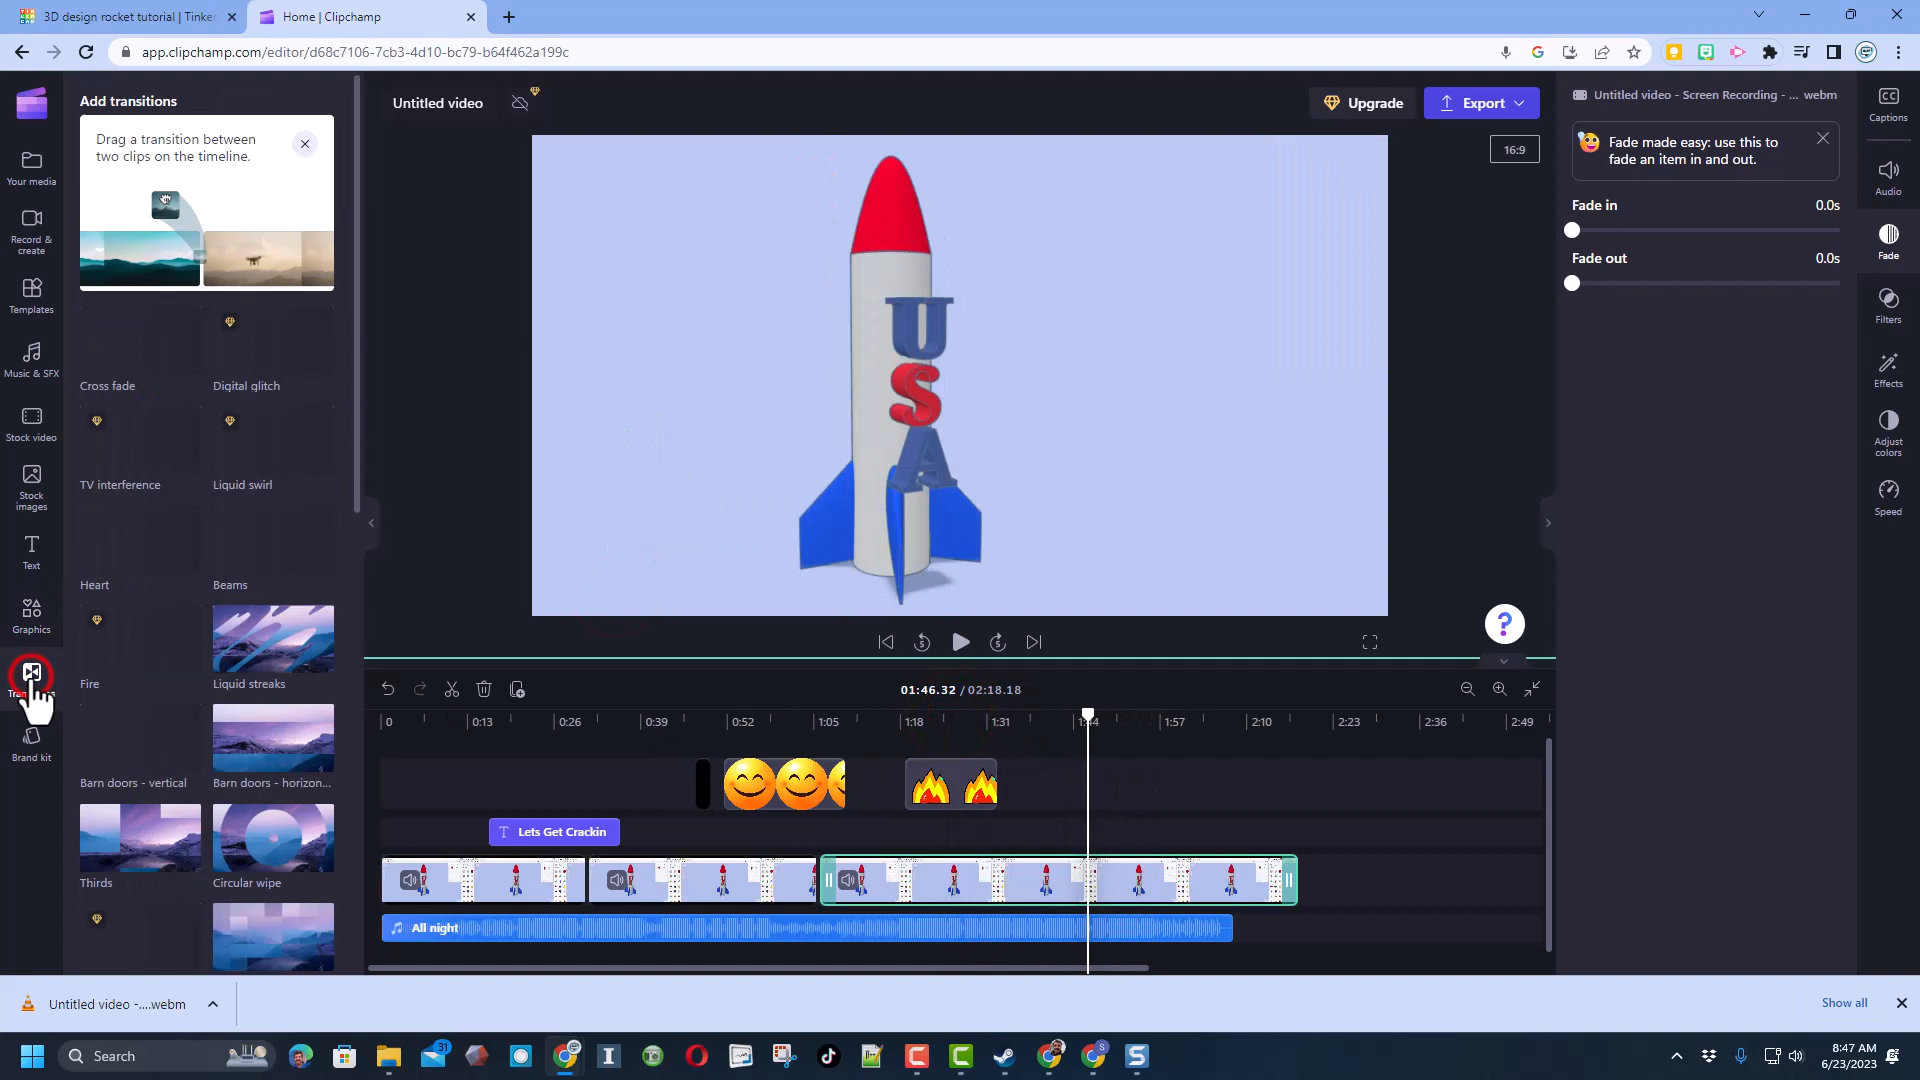 3D design rocket tutorial | Tinker
Home | Clipchamp
app.clipchamp.com/editor/d68c7106-7cb3-4d10-bc79-b64f462a199c
Your media
Record & create
Templates
Music & SFX
Stock video
Stock images
Text
Graphics
Brand kit
Add transitions
Drag a transition between
two clips on the timeline.
Cross fade
Digital glitch
TV interference
Liquid swirl
Heart
Beams
Fire
Liquid streaks
Barn doors - vertical
Barn doors - horizon...
Thirds
Circular wipe
Untitled video
Upgrade
Export
16:9
U
S
A
01:46.32 / 02:18.18
0
0:13
0:26
0:39
0:52
1:05
1:18
1:31
1:44
1:57
2:10
2:23
2:36
2:49
T Lets Get Crackin
All night
Untitled video - Screen Recording - ... webm
Fade made easy: use this to
fade an item in and out.
Fade in 0.0s
Fade out 0.0s
CC
Captions
Audio
Fade
Filters
Effects
Adjust colors
Speed
?
Untitled video -....webm
Show all
Search
31
8:47 AM
6/23/2023